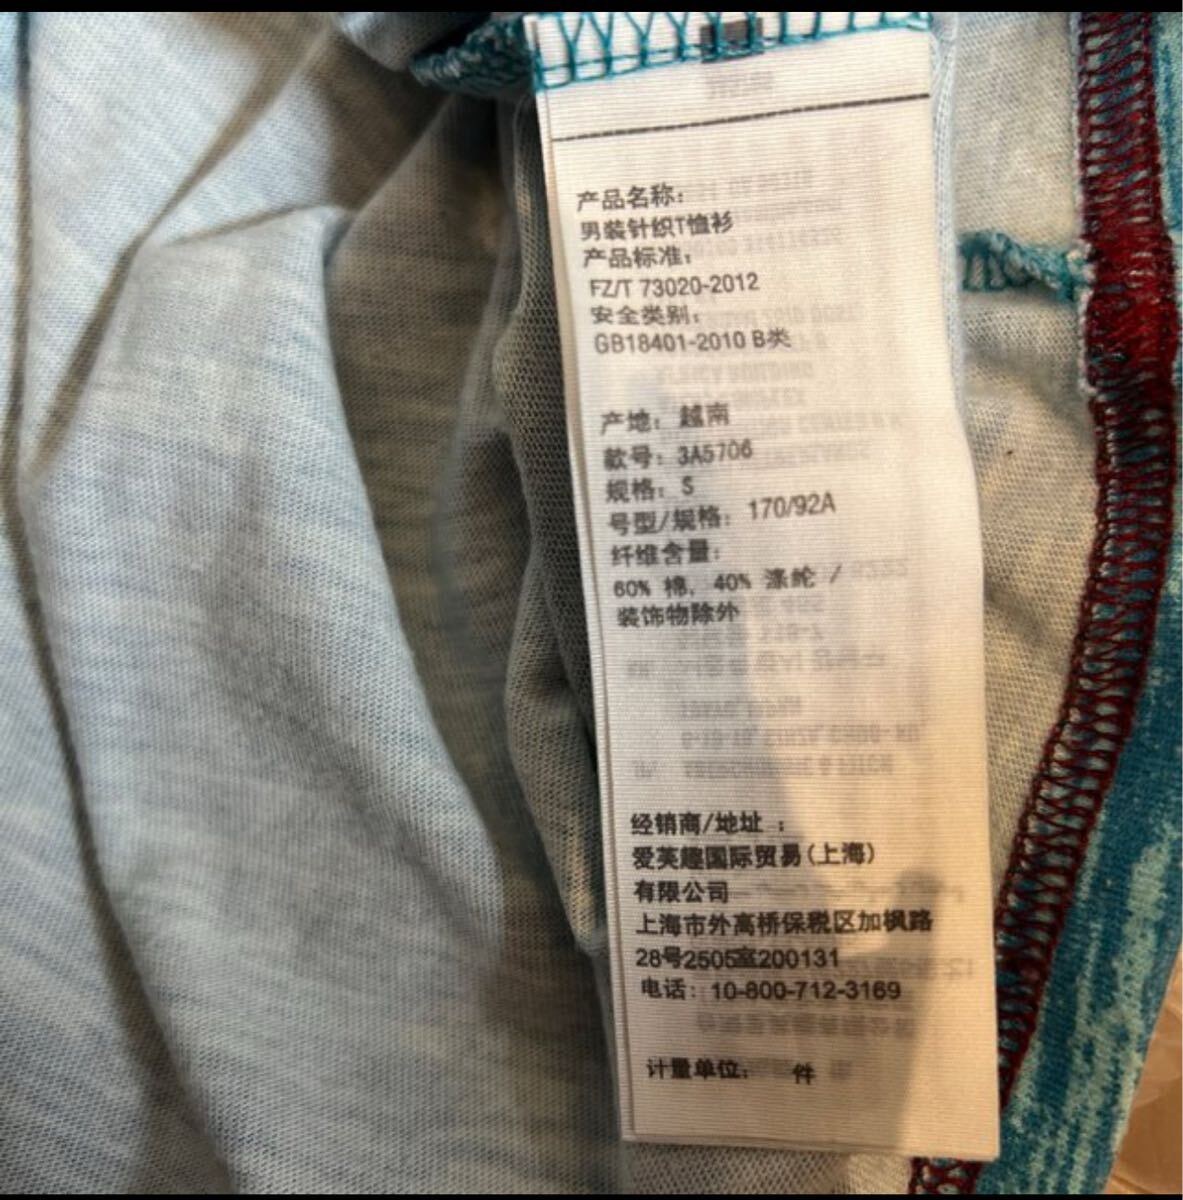 产品名称：
男装针织T恤衫
产品标准：
FZ/T 73020-2012
安全类别：
GB18401-2010 B类
产地：越南
款号：3A5706
规格：S
号型/规格：170/92A
纤维含量：
60% 棉, 40% 涤纶 /
装饰物除外
经销商/地址 ：
爱英趣国际贸易(上海)
有限公司
上海市外高桥保税区加枫路
28号2505室200131
电话：10-800-712-3169
计量单位：件